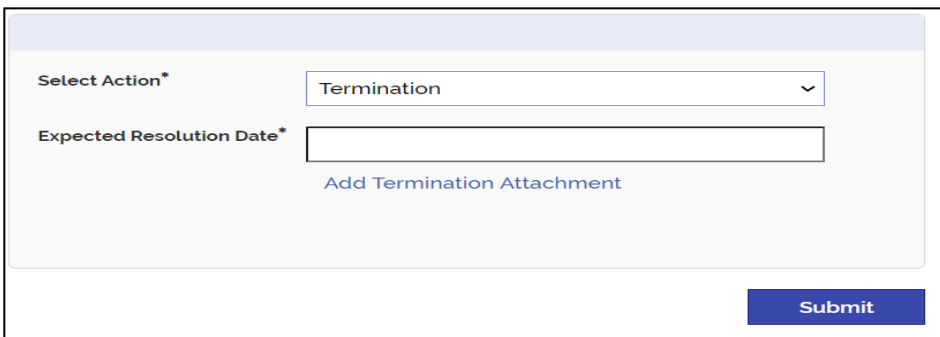 Select Action*
Termination
Expected Resolution Date*
Add Termination Attachment
Submit